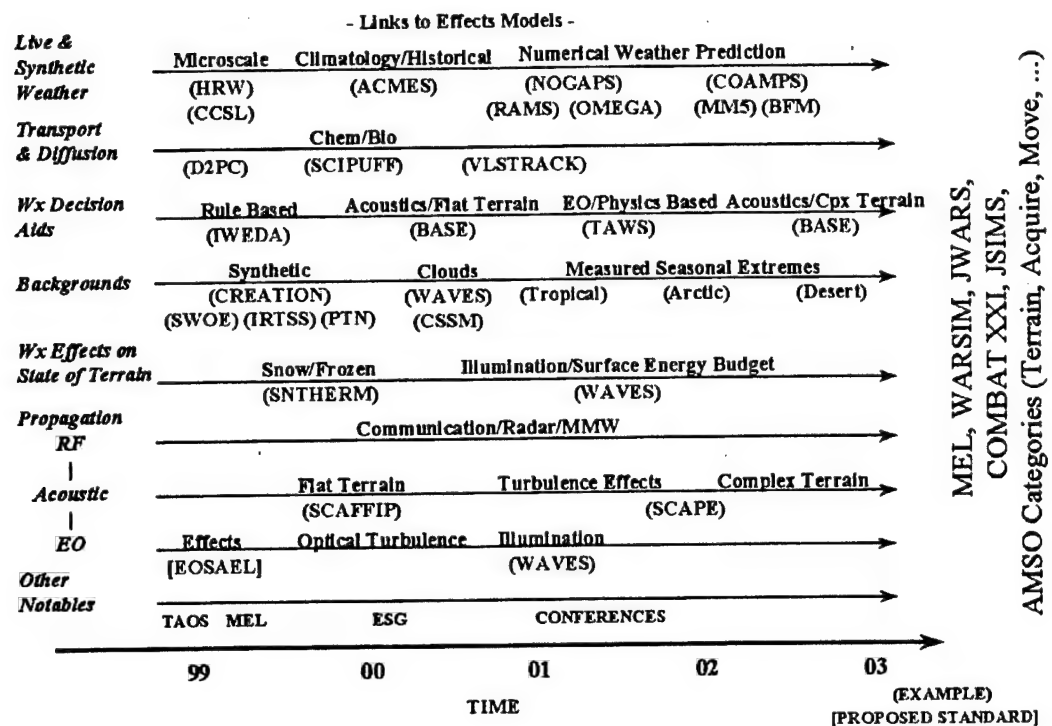 - Links to Effects Models -
Live &
Synthetic
Weather
Microscale Climatology/Historical Numerical Weather Prediction
(HRW) (ACMES) (NOGAPS) (COAMPS)
(CCSL) (RAMS) (OMEGA) (MM5) (BFM)
Transport
& Diffusion
Chem/Bio
(D2PC) (SCIPUFF) (VLSTRACK)
Wx Decision
Aids
Rule Based Acoustics/Flat Terrain EO/Physics Based Acoustics/Cpx Terrain
(IWEDA) (BASE) (TAWS) (BASE)
Backgrounds
Synthetic Clouds Measured Seasonal Extremes
(CREATION) (WAVES) (Tropical) (Arctic) (Desert)
(SWOE) (IRTSS) (PTN) (CSSM)
Wx Effects on
State of Terrain
Snow/Frozen Illumination/Surface Energy Budget
(SNTHERM) (WAVES)
Propagation
RF
Communication/Radar/MMW
Acoustic
Flat Terrain Turbulence Effects Complex Terrain
(SCAFFIP) (SCAPE)
EO
Effects Optical Turbulence Illumination
[EOSAEL] (WAVES)
Other
Notables
TAOS MEL ESG CONFERENCES
99 00 01 02 03
TIME
(EXAMPLE)
[PROPOSED STANDARD]
MEL, WARSIM, JWARS,
COMBAT XXI, JSIMS,
AMSO Categories (Terrain, Acquire, Move, ...)